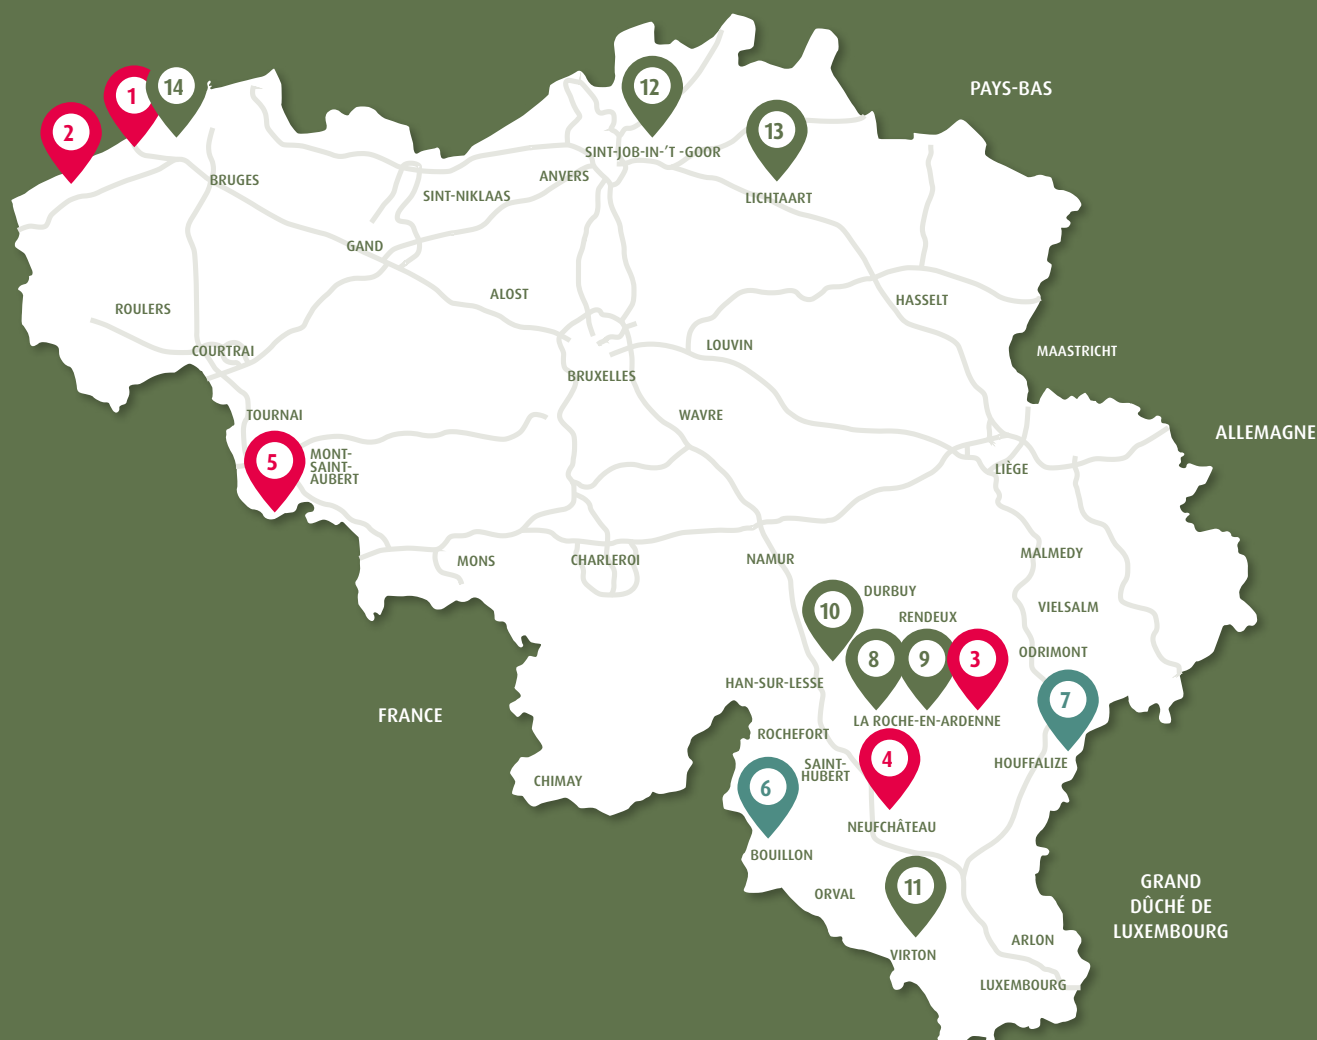 12
PAYS-BAS
1
14
2
13
SINT-JOB-IN-'T -GOOR
ANVERS
BRUGES
SINT-NIKLAAS
LICHTAART
GAND
ALOST
HASSELT
ROULERS
COURTRAI
LOUVIN
MAASTRICHT
BRUXELLES
TOURNAI
WAVRE
ALLEMAGNE
5
MONT-
SAINT-
AUBERT
LIÈGE
MONS
CHARLEROI
NAMUR
MALMEDY
DURBUY
10
RENDEUX
VIELSALM
8
9
3
ODRIMONT
HAN-SUR-LESSE
7
FRANCE
LA ROCHE-EN-ARDENNE
ROCHEFORT
4
SAINT-
HUBERT
HOUFFALIZE
CHIMAY
6
NEUFCHÂTEAU
BOUILLON
11
ORVAL
GRAND
DÛCHÉ DE
LUXEMBOURG
ARLON
VIRTON
LUXEMBOURG